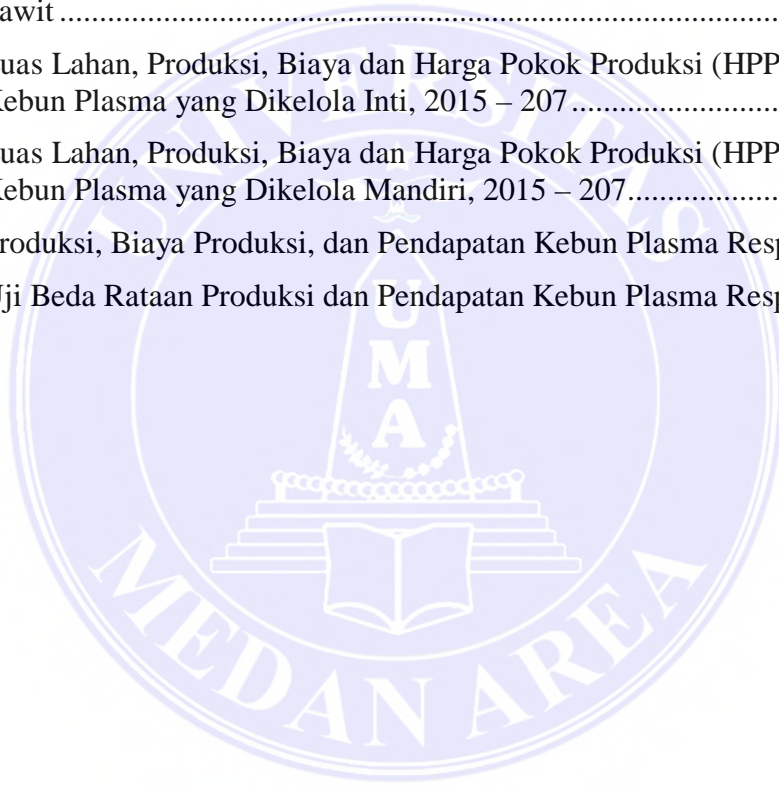 awit ..........................................................................................
uas Lahan, Produksi, Biaya dan Harga Pokok Produksi (HPP
Kebun Plasma yang Dikelola Inti, 2015 – 207 ..........................
uas Lahan, Produksi, Biaya dan Harga Pokok Produksi (HPP
Kebun Plasma yang Dikelola Mandiri, 2015 – 207...................
roduksi, Biaya Produksi, dan Pendapatan Kebun Plasma Resp
Uji Beda Rataan Produksi dan Pendapatan Kebun Plasma Resp
UNIVERSITAS
UMA
MEDAN AREA